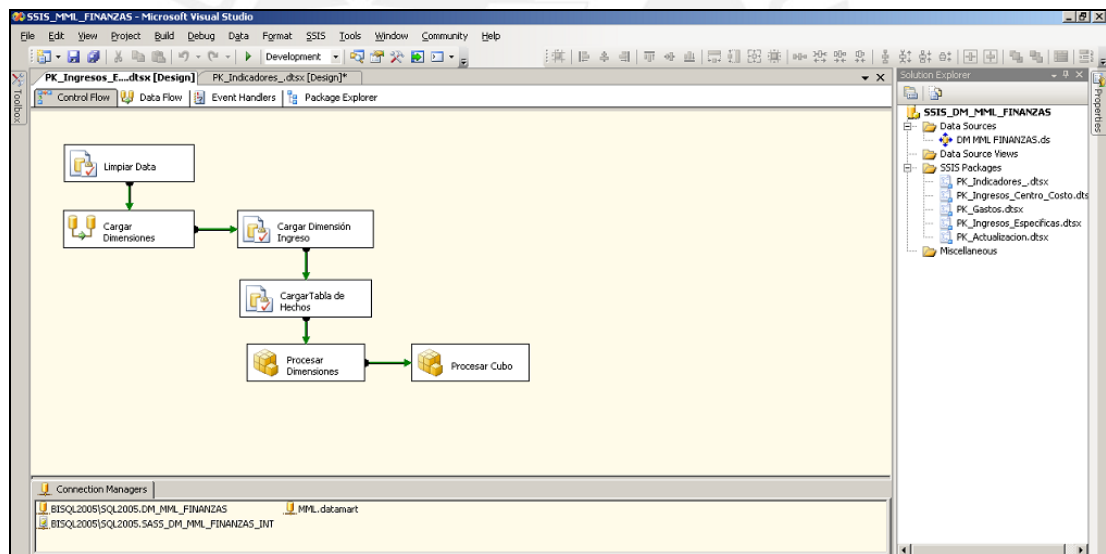 SSIS_MML_FINANZAS - Microsoft Visual Studio
File Edit View Project Build Debug Data Format SSIS Tools Window Community Help
Development
PK_Ingresos_E....dtsx [Design] PK_Indicadores_.dtsx [Design]*
Control Flow Data Flow Event Handlers Package Explorer
Toolbox
Limpiar Data
Cargar
Dimensiones
Cargar Dimensión
Ingreso
CargarTabla de
Hechos
Procesar
Dimensiones
Procesar Cubo
Connection Managers
BISQL2005\SQL2005.DM_MML_FINANZAS MML.datamart
BISQL2005\SQL2005.SASS_DM_MML_FINANZAS_INT
Solution Explorer
SSIS_DM_MML_FINANZAS
Data Sources
DM MML FINANZAS.ds
Data Source Views
SSIS Packages
PK_Indicadores_.dtsx
PK_Ingresos_Centro_Costo.dts
PK_Gastos.dtsx
PK_Ingresos_Especificas.dtsx
PK_Actualizacion.dtsx
Miscellaneous
Properties